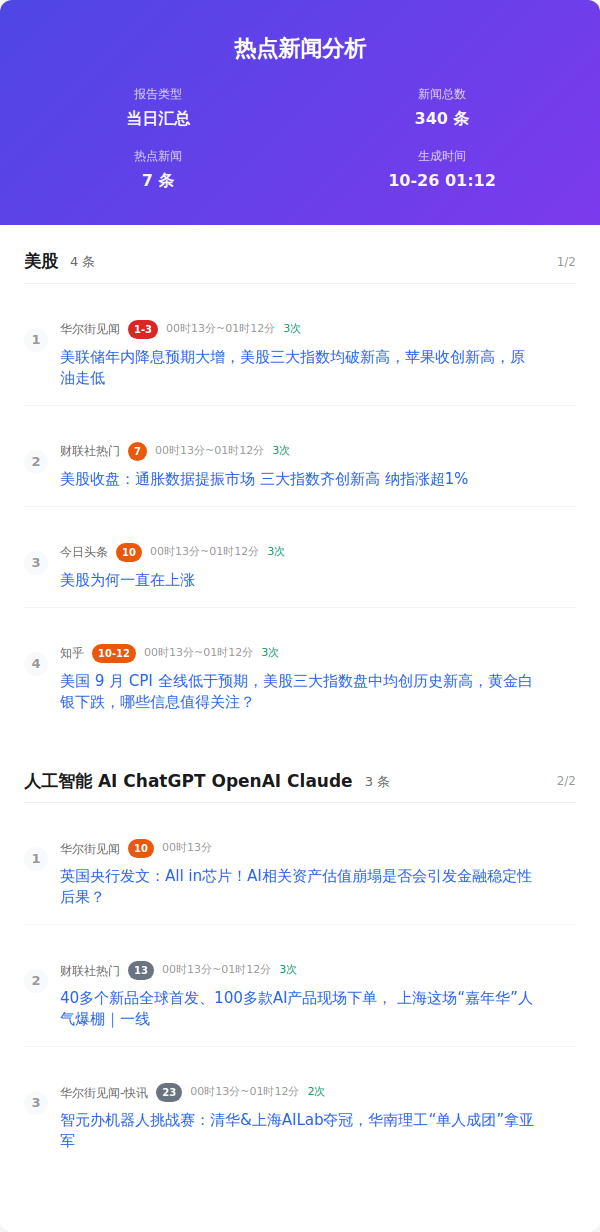 热点新闻分析
报告类型
新闻总数
当日汇总
340 条
热点新闻
生成时间
7 条
10-26 01:12
美股 4 条 1/2
1 华尔街见闻 1-3 00时13分~01时12分 3次
美联储年内降息预期大增，美股三大指数均破新高，苹果收创新高，原
油走低
2 财联社热门 7 00时13分~01时12分 3次
美股收盘：通胀数据提振市场 三大指数齐创新高 纳指涨超1%
3 今日头条 10 00时13分~01时12分 3次
美股为何一直在上涨
4 知乎 10-12 00时13分~01时12分 3次
美国 9 月 CPI 全线低于预期，美股三大指数盘中均创历史新高，黄金白
银下跌，哪些信息值得关注？
人工智能 AI ChatGPT OpenAI Claude 3 条 2/2
1 华尔街见闻 10 00时13分
英国央行发文：All in芯片！AI相关资产估值崩塌是否会引发金融稳定性
后果？
2 财联社热门 13 00时13分~01时12分 3次
40多个新品全球首发、100多款AI产品现场下单， 上海这场“嘉年华”人
气爆棚｜一线
3 华尔街见闻-快讯 23 00时13分~01时12分 2次
智元办机器人挑战赛：清华&上海AILab夺冠，华南理工“单人成团”拿亚
军